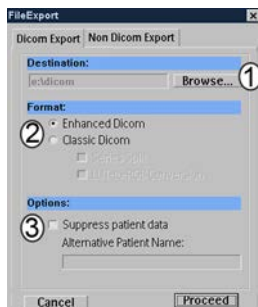 FileExport
Dicom Export Non Dicom Export
Destination:
e:\dicom
Browse... 1
Format:
2 Enhanced Dicom
Classic Dicom
Options:
3 Suppress patient data
Alternative Patient Name:
Cancel Proceed